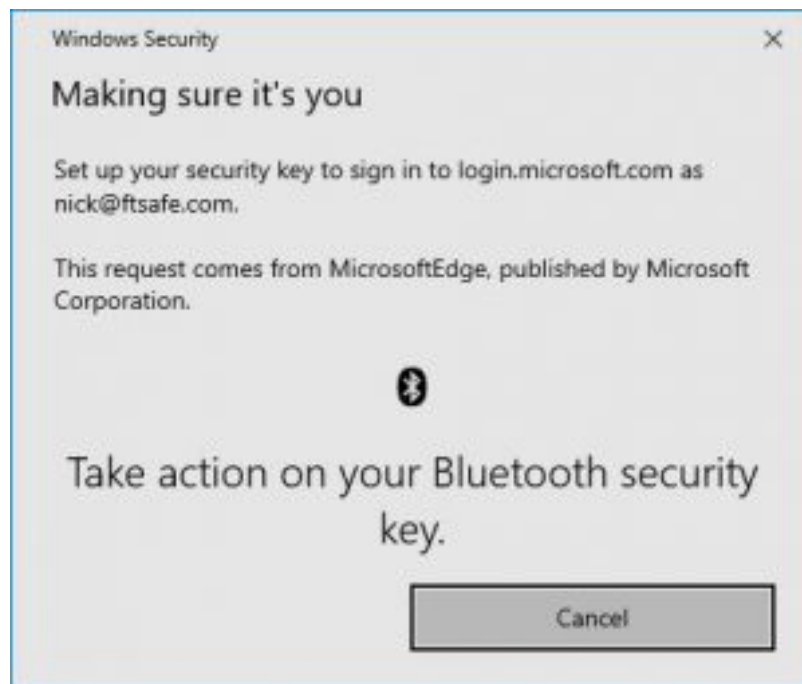 Windows Security
Making sure it's you
Set up your security key to sign in to login.microsoft.com as
nick@ftsafe.com.
This request comes from MicrosoftEdge, published by Microsoft
Corporation.
Take action on your Bluetooth security
key.
Cancel